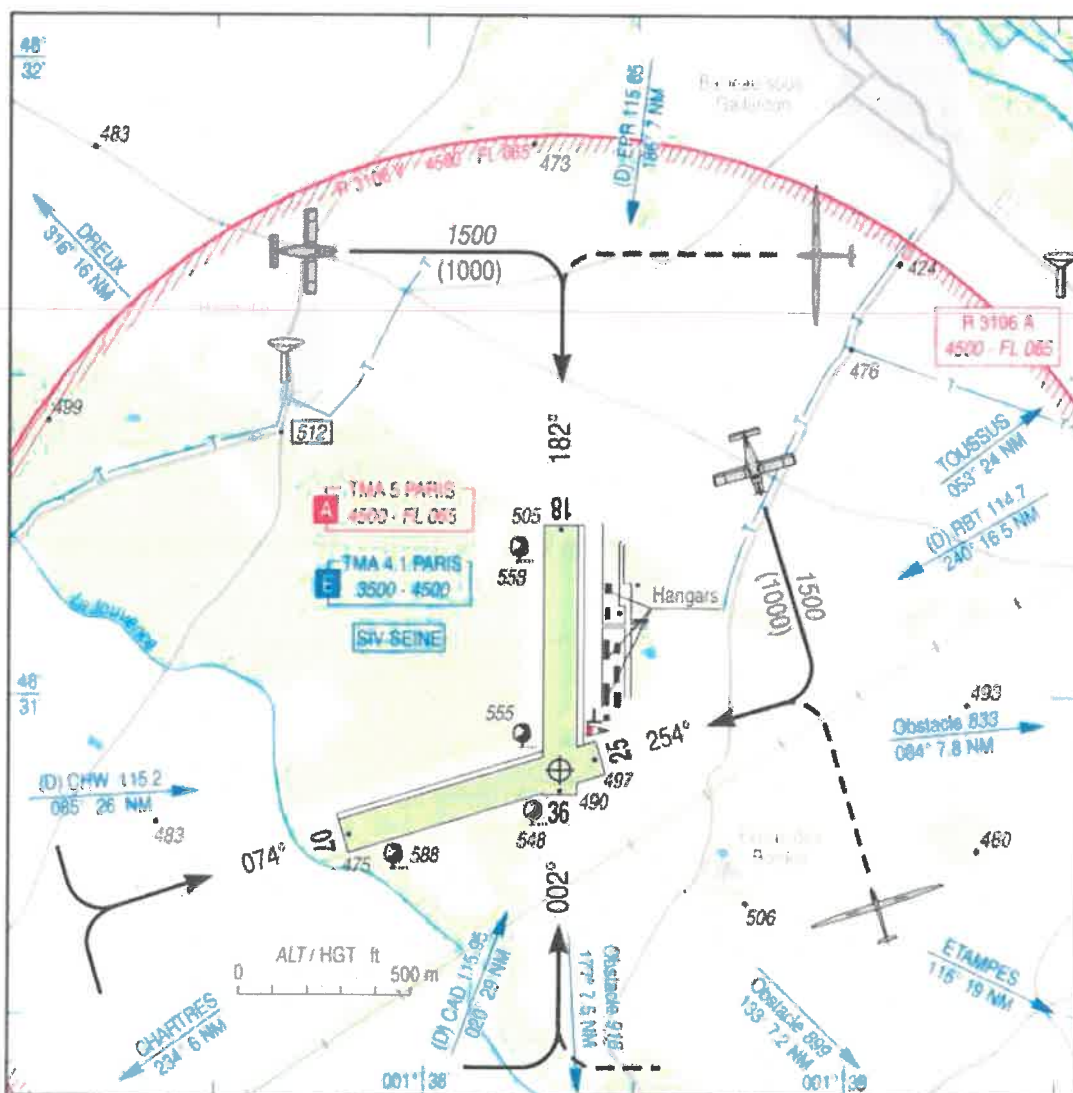 48°
32'
483
(D) EPR 115.65
186° 7 NM
473
4500 - FL 065
DREUX
316° 16 NM
1500
(1000)
424
R 3106 A
4500 - FL 065
T
T
T
T
T
T
T
476
499
512
182°
TOUSSUS
053° 24 NM
(D) RBT 114.7
240° 16.5 NM
TMA 5 PARIS
A
4500 - FL 065
505
18
559
TMA 4.1 PARIS
E
3500 - 4500
SIV SEINE
Hangars
1500
(1000)
48°
31'
555
25
254°
493
Obstacle 833
084° 7.8 NM
497
490
(D) CHW 115.2
085° 26 NM
483
074°
07
475
588
548
36
480
002°
506
ALT / HGT ft
0
500 m
(D) CAD 115.95
020° 29 NM
Obstacle 916
177° 7.5 NM
ETAMPES
116° 19 NM
Obstacle 899
133° 7.2 NM
CHARTRES
234° 6 NM
001° 38'
001° 39'